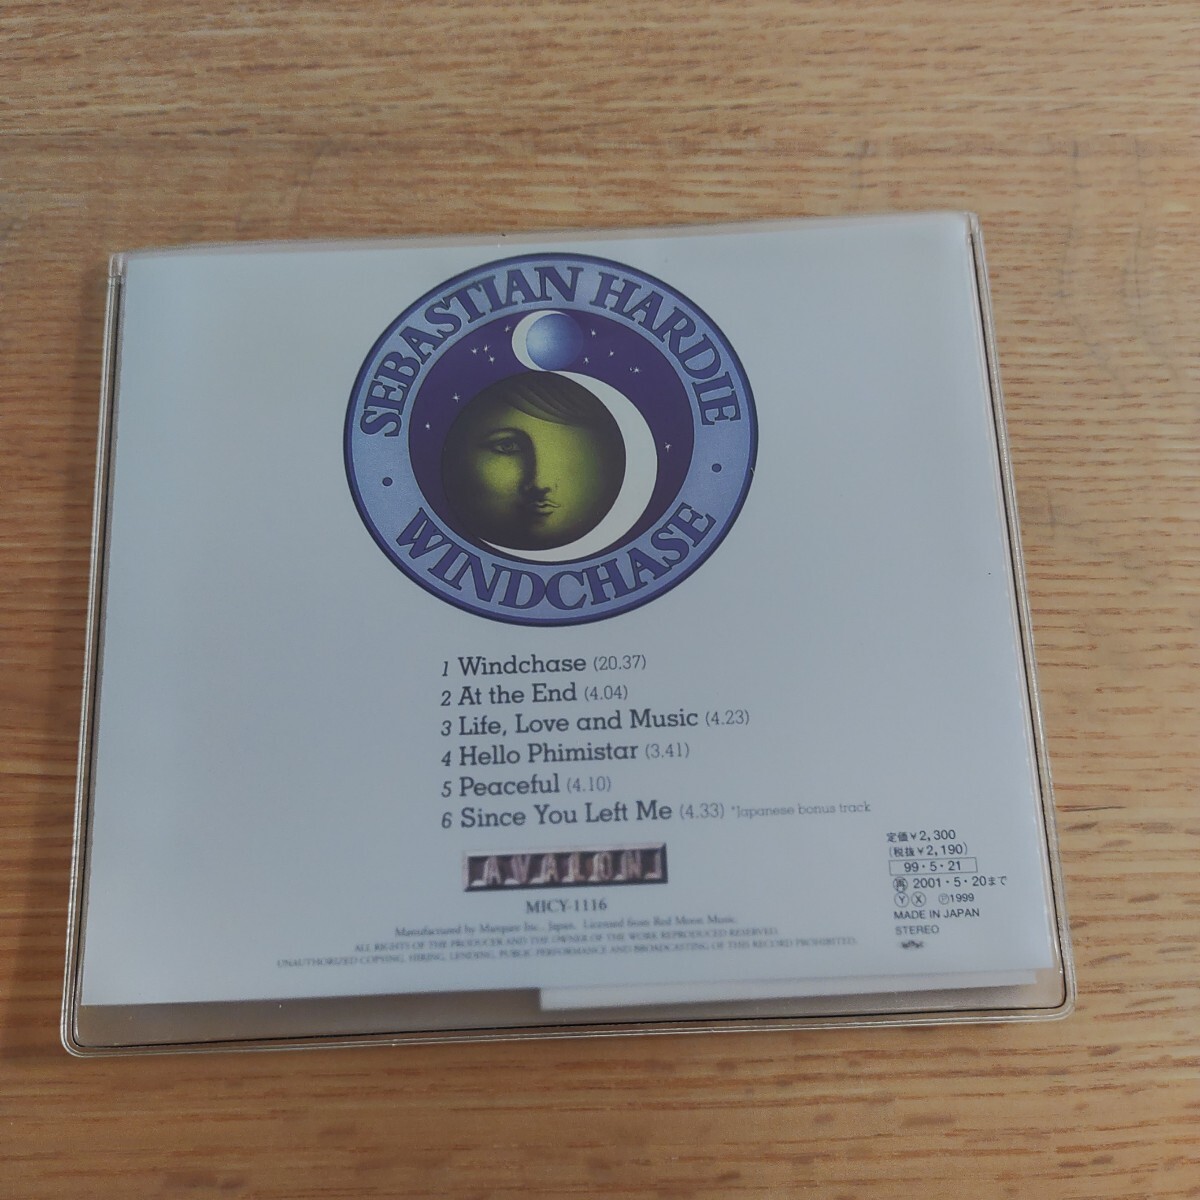 SEBASTIAN HARDIE
WINDCHASE
1 Windchase (20.37)
2 At the End (4.04)
3 Life, Love and Music (4.23)
4 Hello Phimistar (3.41)
5 Peaceful (4.10)
6 Since You Left Me (4.33) *Japanese bonus track
AVALON
MICY-1116
Manufactured by Marquee Inc., Japan. Licensed from Red Moon Music.
ALL RIGHTS OF THE PRODUCER AND THE OWNER OF THE WORK REPRODUCED RESERVED.
UNAUTHORIZED COPYING, HIRING, LENDING, PUBLIC PERFORMANCE AND BROADCASTING OF THIS RECORD PROHIBITED.
定価¥2,300
(税抜¥2,190)
99・5・21
再 2001・5・20まで
Ⓨ Ⓧ Ⓟ1999
MADE IN JAPAN
STEREO